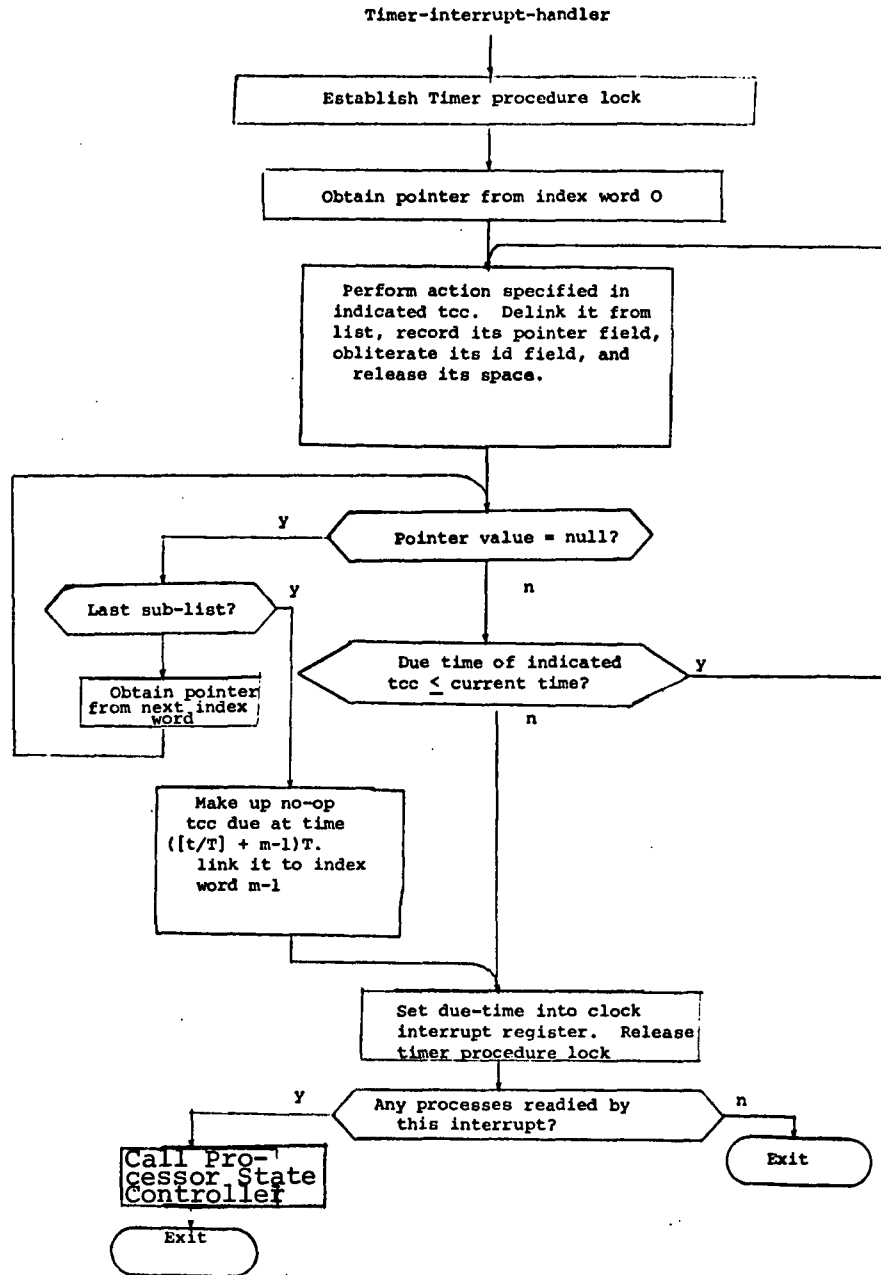 Timer-interrupt-handler
Establish Timer procedure lock
Obtain pointer from index word O
Perform action specified in
indicated tcc. Delink it from
list, record its pointer field,
obliterate its id field, and
release its space.
y
Pointer value = null?
n
Last sub-list?
y
Due time of indicated
tcc ≤ current time?
y
n
Obtain pointer
from next index
word
Make up no-op
tcc due at time
([t/T] + m-1)T.
link it to index
word m-1
Set due-time into clock
interrupt register. Release
timer procedure lock
y
Any processes readied by
this interrupt?
n
Call Pro-
cessor State
Controller
Exit
Exit